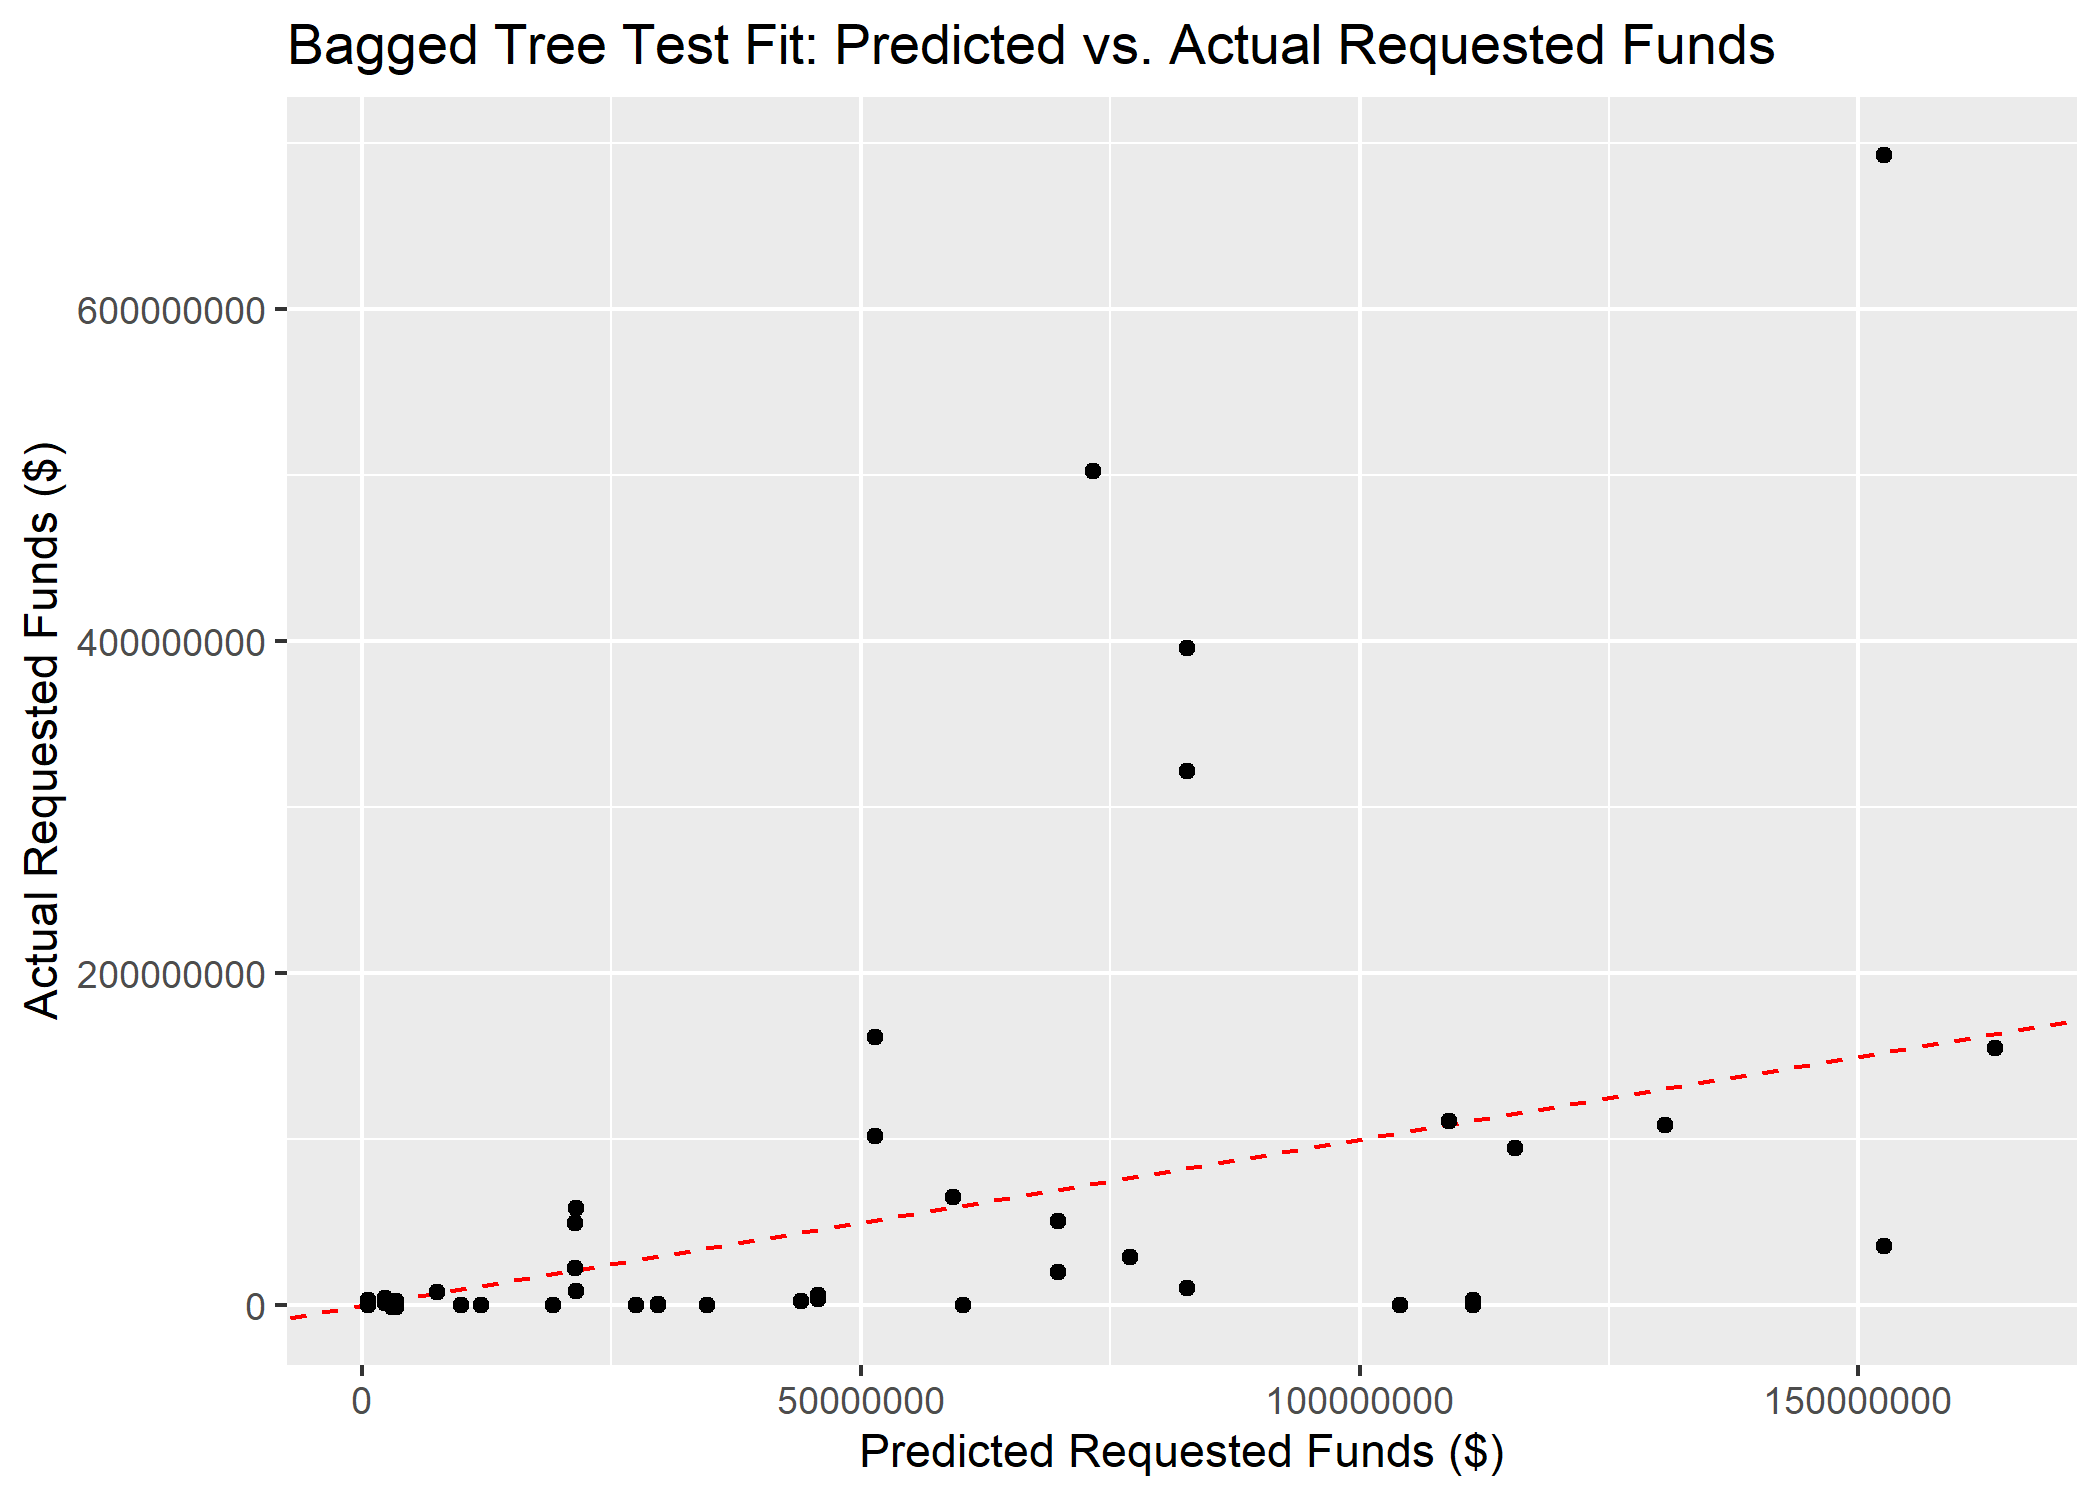 Bagged Tree Test Fit: Predicted vs. Actual Requested Funds
Actual Requested Funds ($)
600000000
400000000
200000000
0
0 50000000 100000000 150000000
Predicted Requested Funds ($)